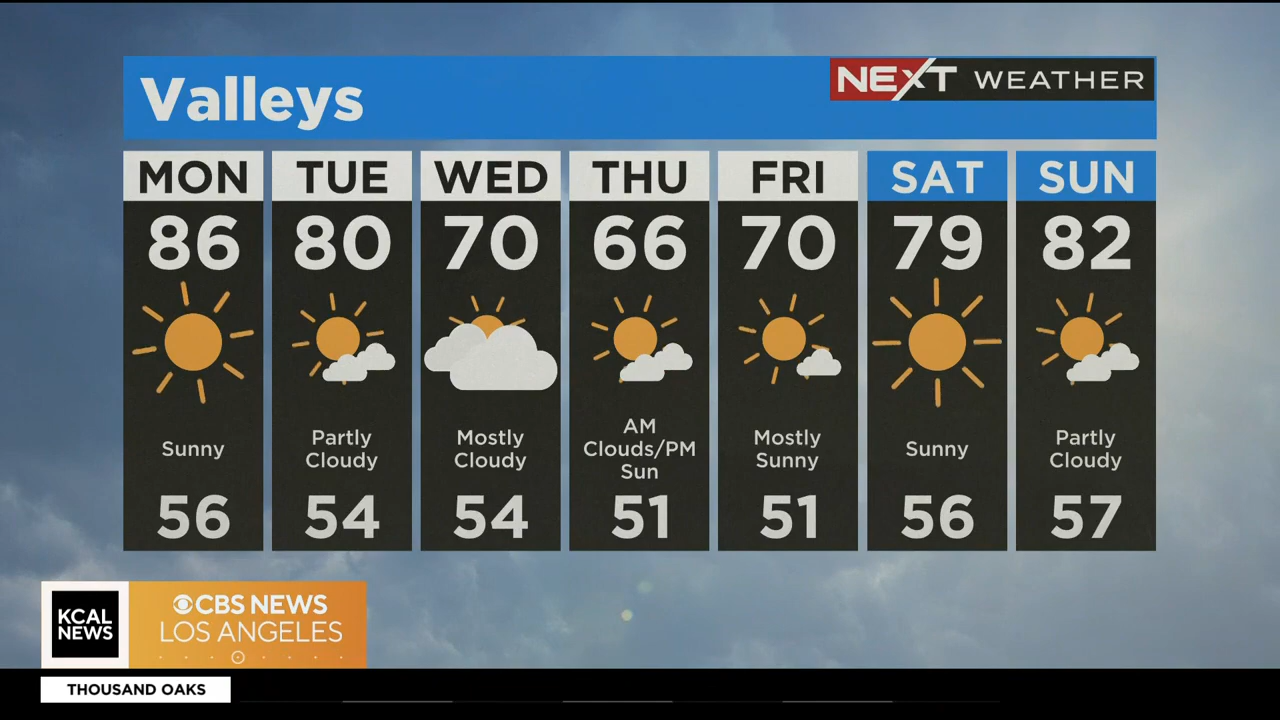 Valleys
NEXT WEATHER
MON
TUE
WED
THU
FRI
SAT
SUN
86
80
70
66
70
79
82
Sunny
Partly
Cloudy
Mostly
Cloudy
AM
Clouds/PM
Sun
Mostly
Sunny
Sunny
Partly
Cloudy
56
54
54
51
51
56
57
KCAL
NEWS
CBS NEWS
LOS ANGELES
THOUSAND OAKS